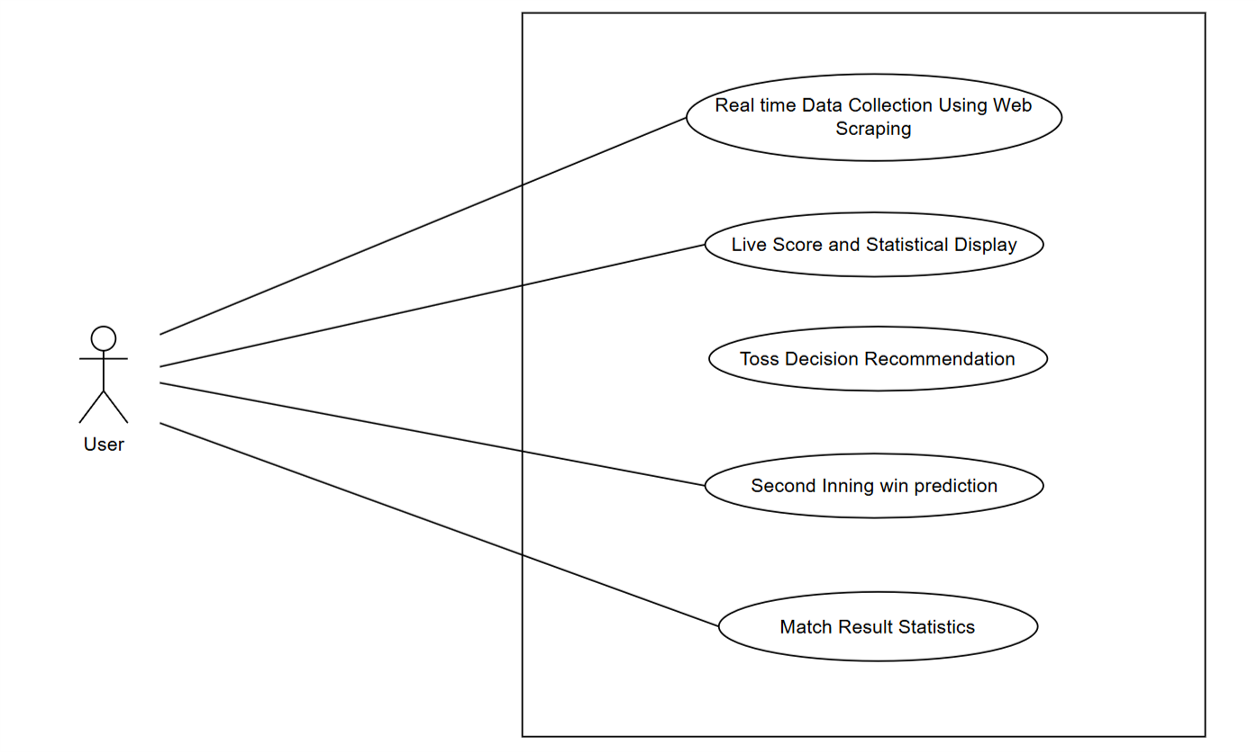 Real time Data Collection Using Web
Scraping
Live Score and Statistical Display
Toss Decision Recommendation
User
Second Inning win prediction
Match Result Statistics